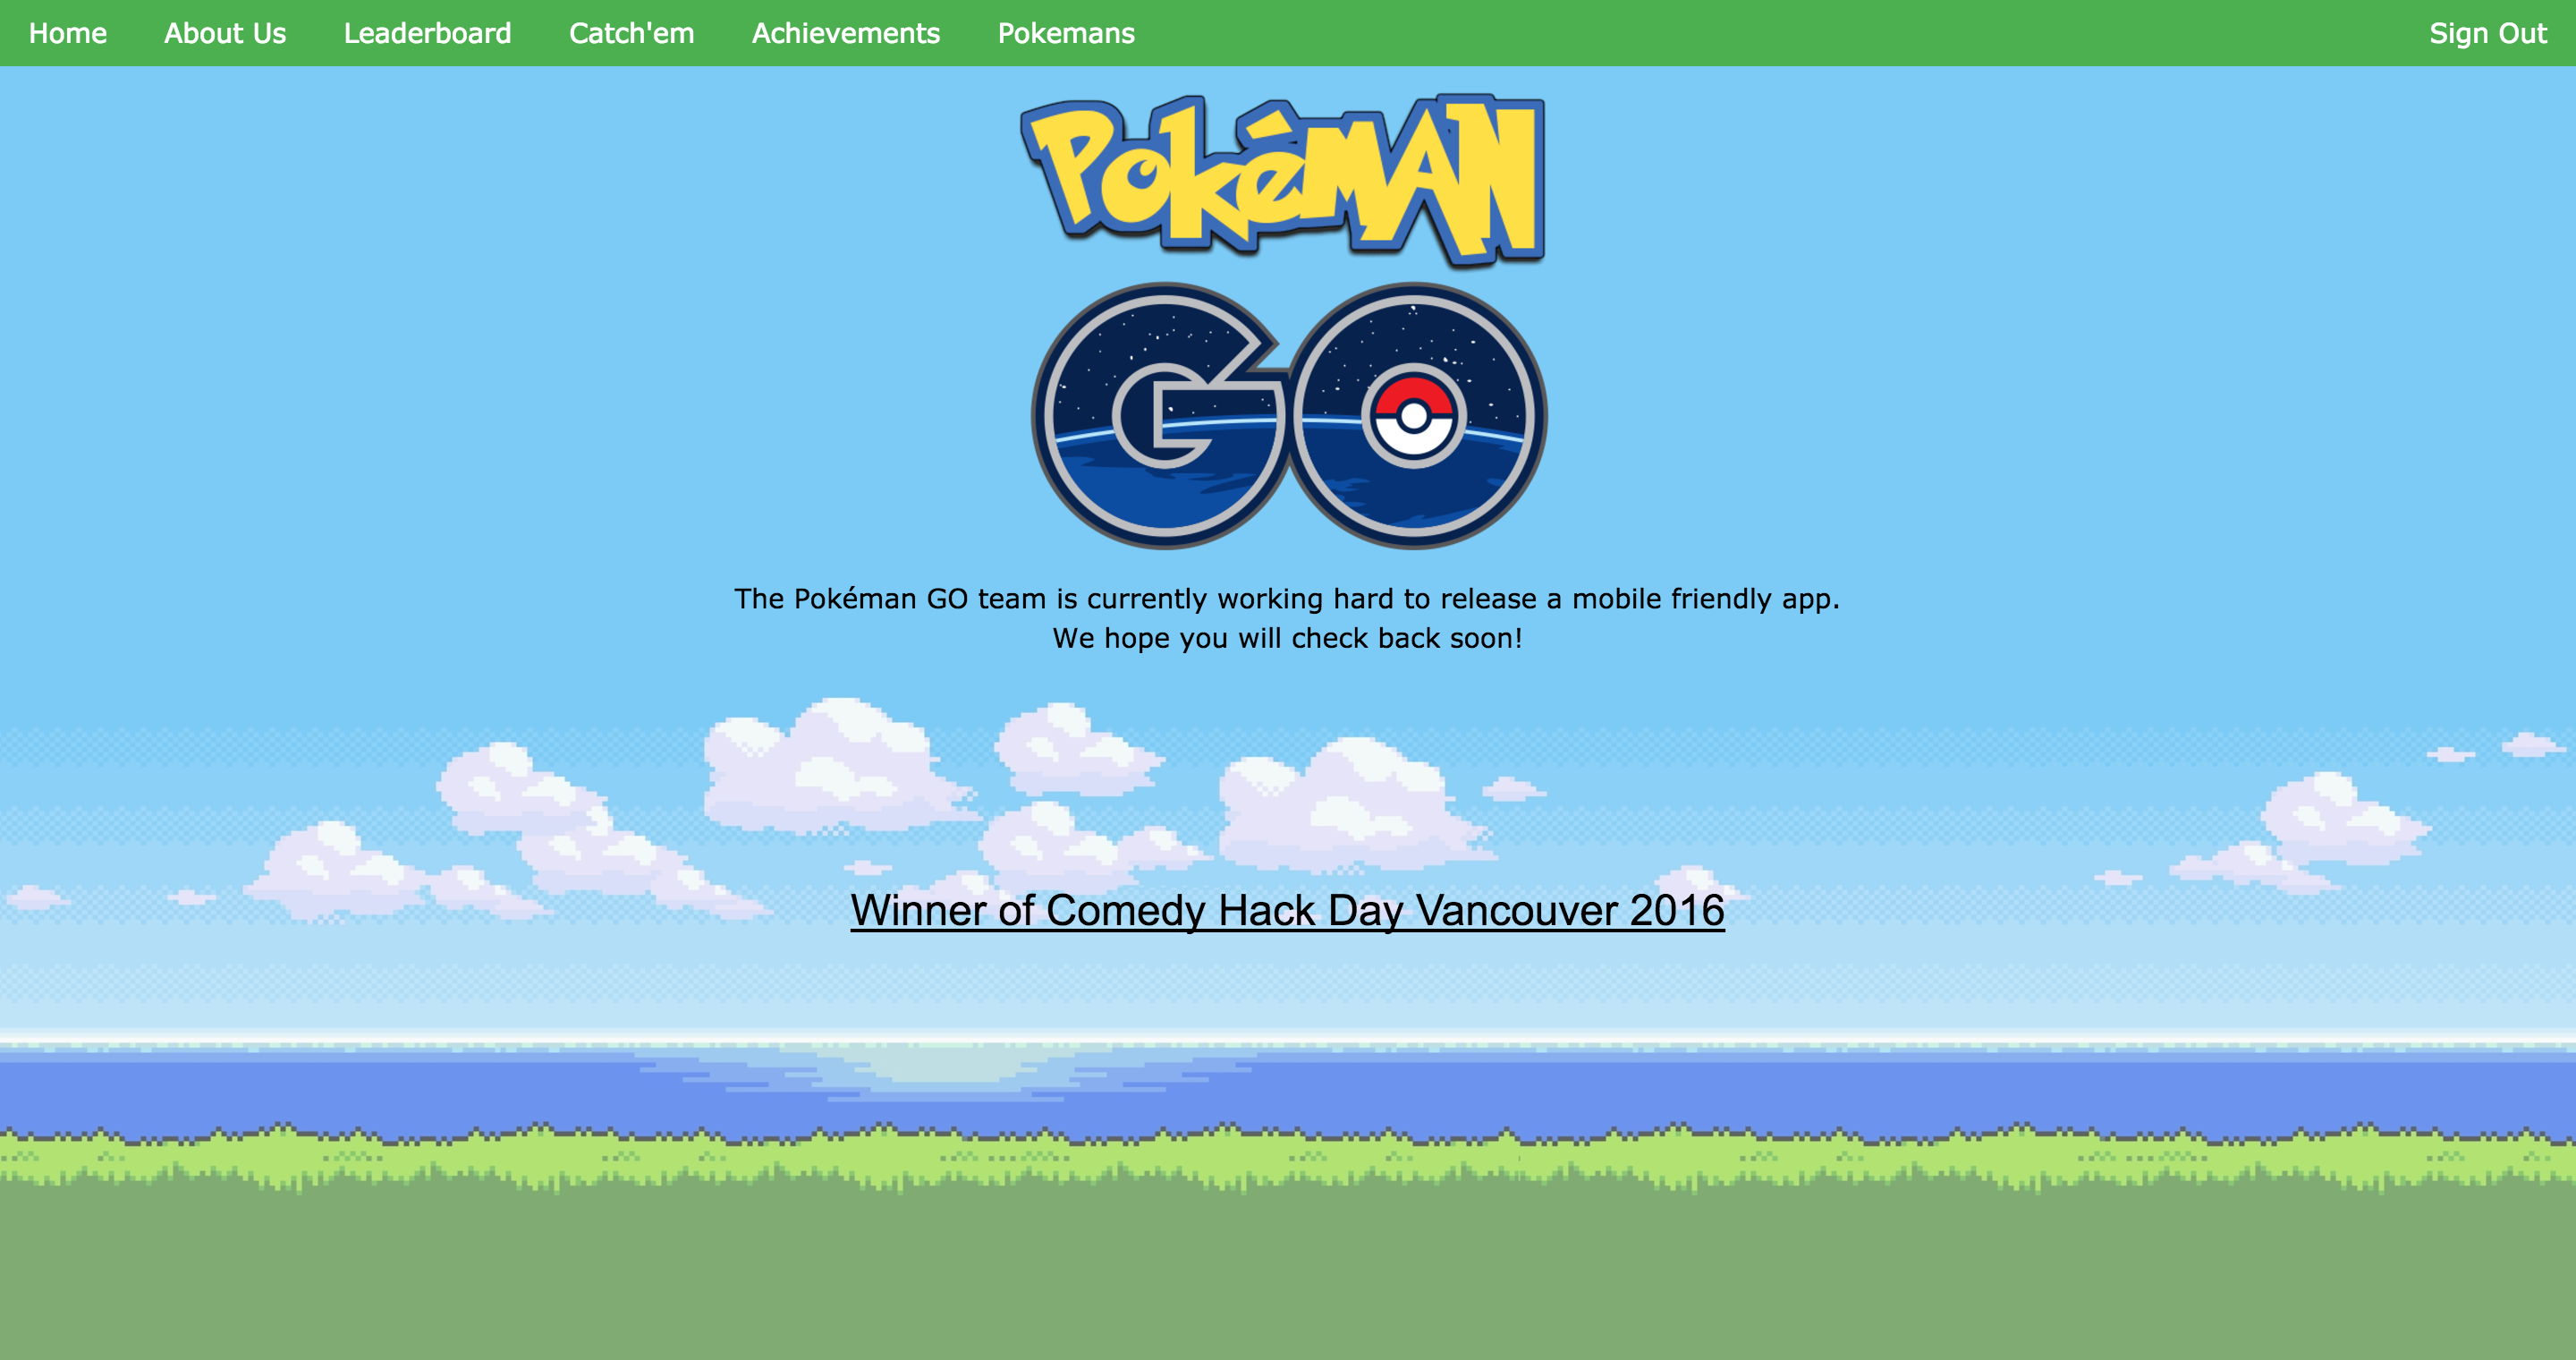 Home About Us Leaderboard Catch'em Achievements Pokemans Sign Out
PokéMAN
GO
The Pokéman GO team is currently working hard to release a mobile friendly app.
We hope you will check back soon!
Winner of Comedy Hack Day Vancouver 2016